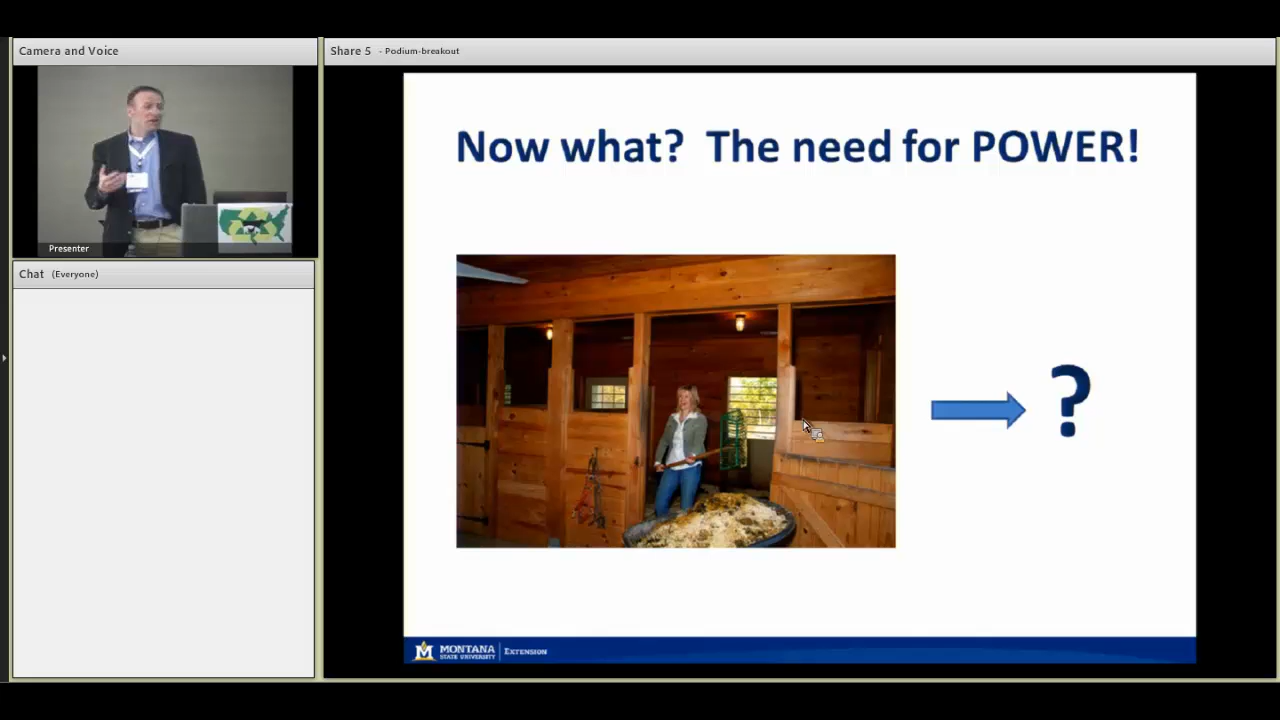 Camera and Voice
Presenter
Chat (Everyone)
Share 5 - Podium-breakout
Now what? The need for POWER!
?
M MONTANA
STATE UNIVERSITY
EXTENSION